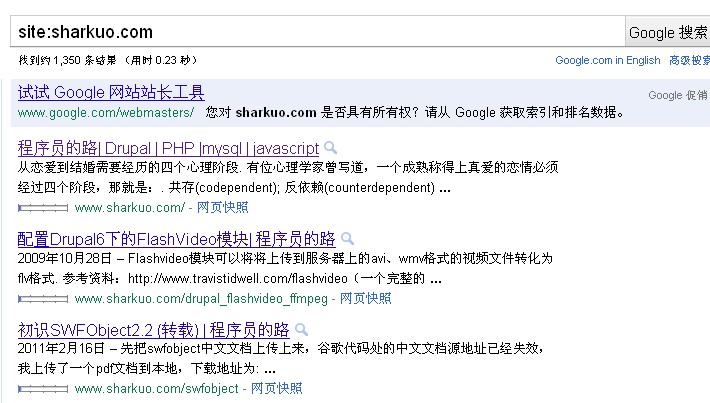 site:sharkuo.com
Google 搜索
找到约 1,350 条结果 （用时 0.23 秒）
Google.com in English 高级搜索
试试 Google 网站站长工具
Google 促销
www.google.com/webmasters/ 您对 sharkuo.com 是否具有所有权？请从 Google 获取索引和排名数据。
程序员的路| Drupal | PHP |mysql | javascript
从恋爱到结婚需要经历的四个心理阶段. 有位心理学家曾写道，一个成熟称得上真爱的恋情必须
经过四个阶段，那就是：. 共存(codependent); 反依赖(counterdependent) ...
www.sharkuo.com/ - 网页快照
配置Drupal6下的FlashVideo模块| 程序员的路
2009年10月28日 – Flashvideo模块可以将将上传到服务器上的avi、wmv格式的视频文件转化为
flv格式. 参考资料：http://www.travistidwell.com/flashvideo（一个完整的 ...
www.sharkuo.com/drupal_flashvideo_ffmpeg - 网页快照
初识SWFObject2.2 (转载) | 程序员的路
2011年2月16日 – 先把swfobject中文文档上传上来，谷歌代码处的中文文档源地址已经失效，
我上传了一个pdf文档到本地，下载地址为: ...
www.sharkuo.com/swfobject - 网页快照